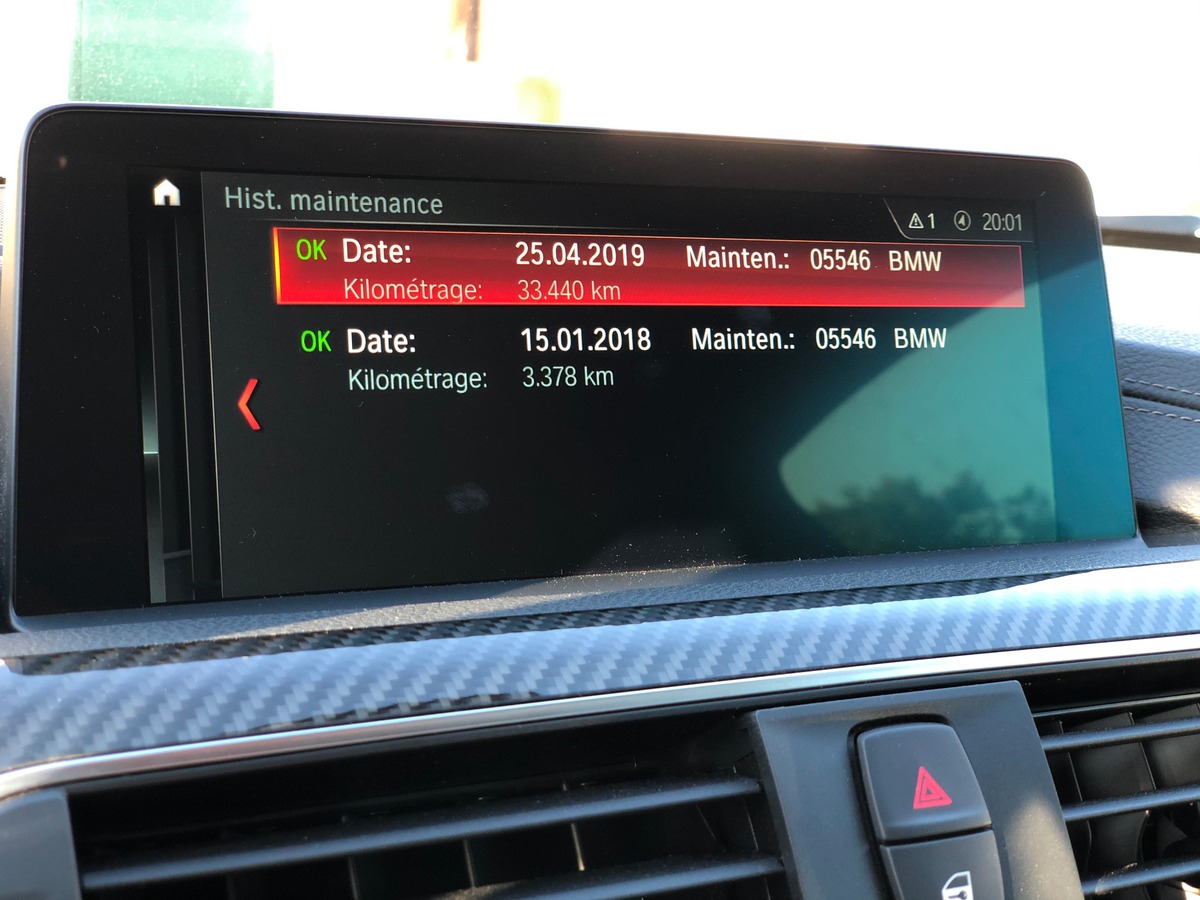 Hist. maintenance
1 20:01
OK Date: 25.04.2019 Mainten.: 05546 BMW
Kilométrage: 33.440 km
OK Date: 15.01.2018 Mainten.: 05546 BMW
Kilométrage: 3.378 km